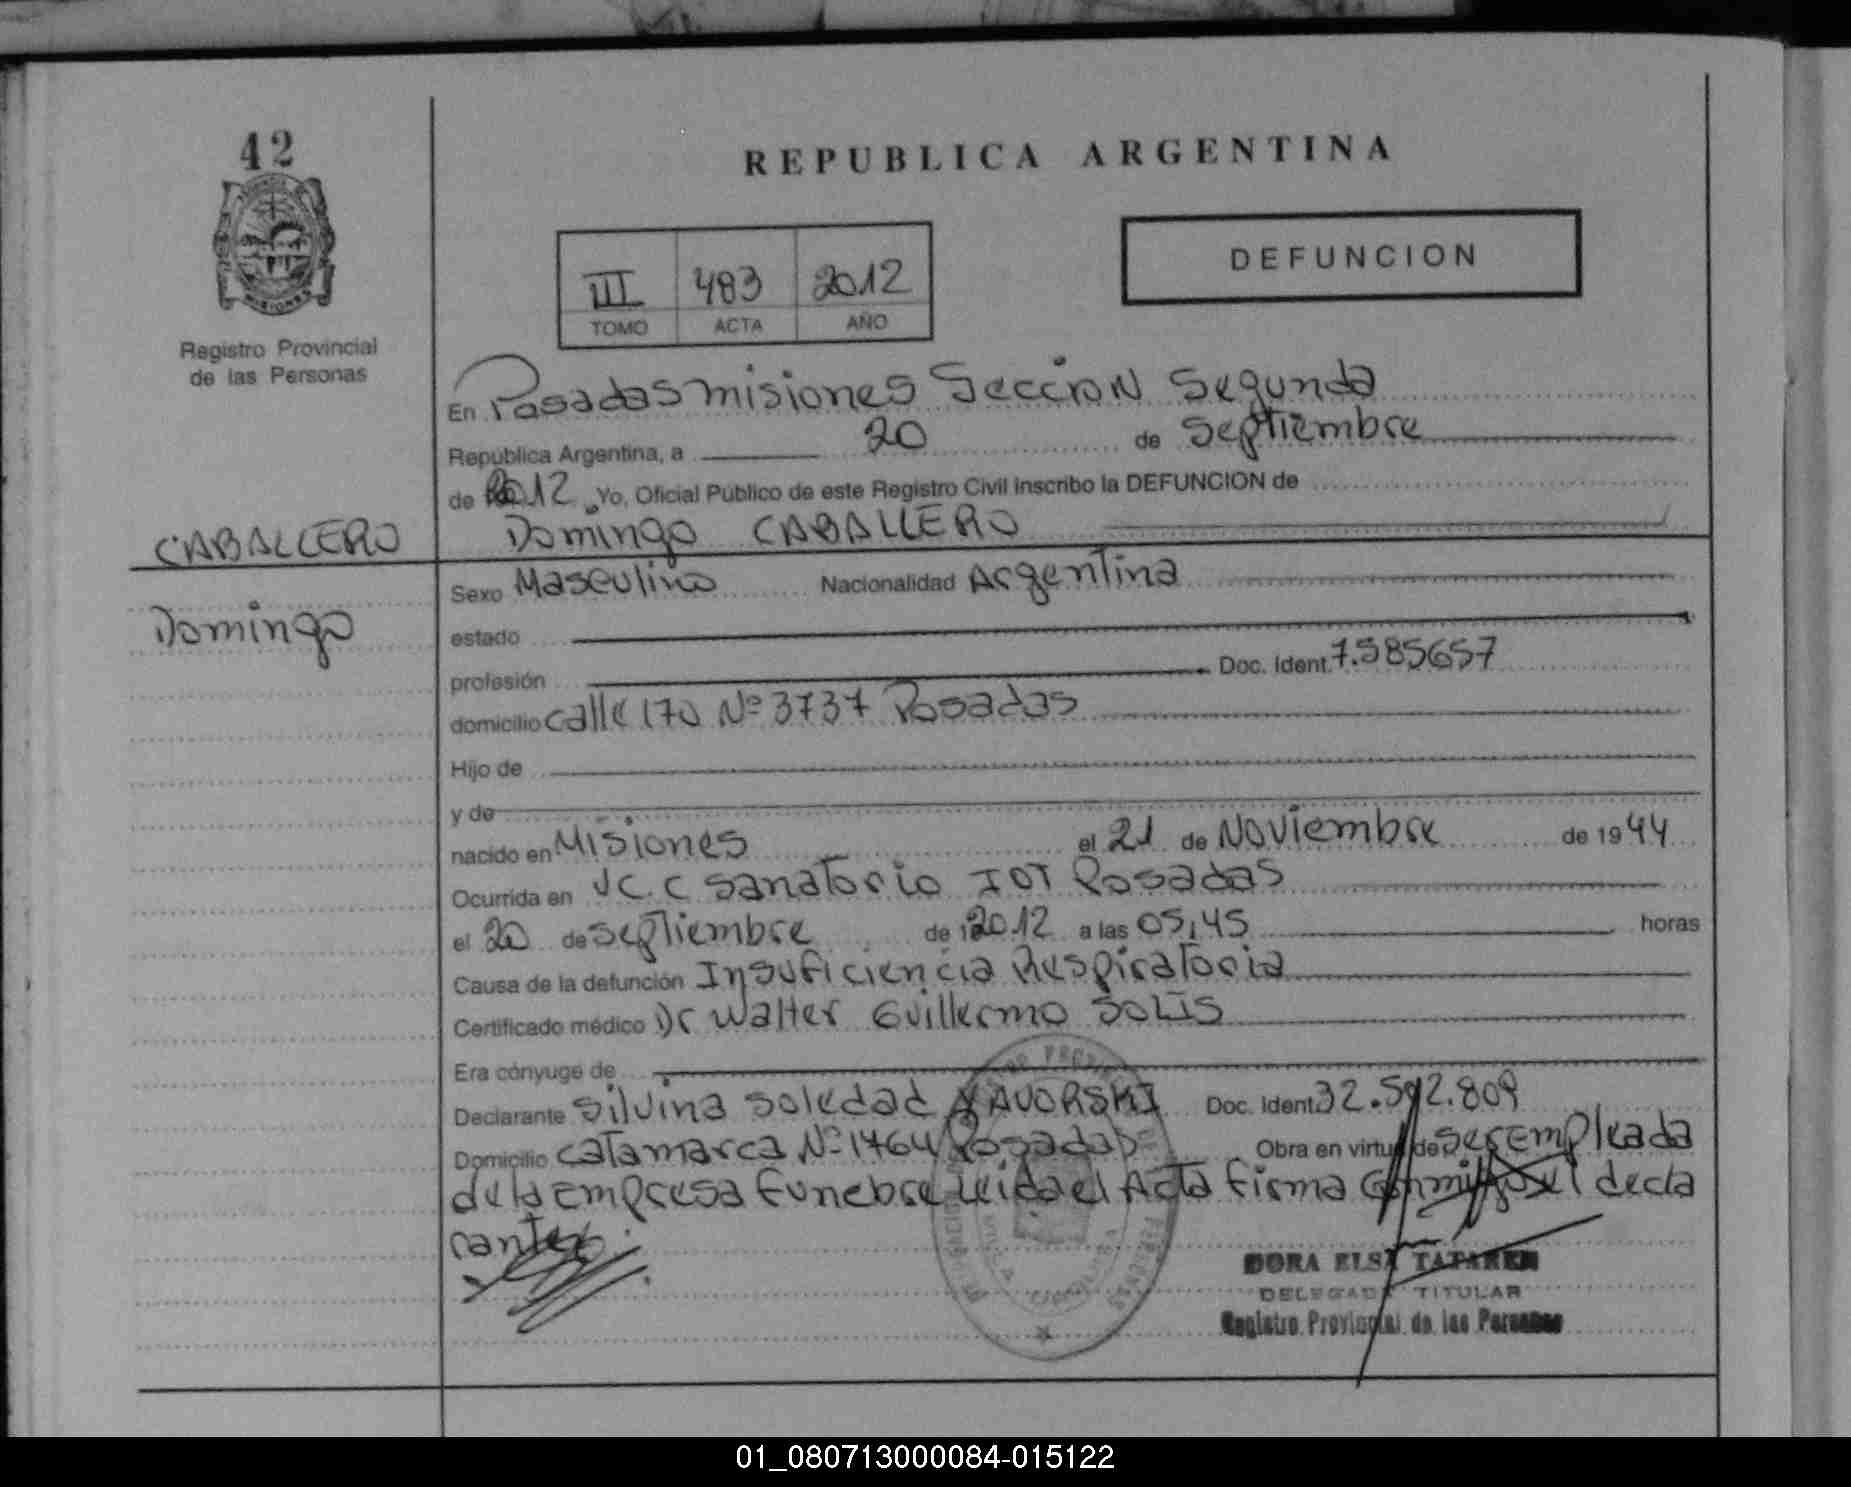 42
REPUBLICA ARGENTINA
III 483 2012
TOMO ACTA AÑO
DEFUNCION
MISIONES
Registro Provincial
de las Personas
En Posadas misiones Seccion Segunda
Republica Argentina, a 20 de Septiembre
de 2012 Yo, Oficial Público de este Registro Civil inscribo la DEFUNCION de
CABALLERO
Domingo CABALLERO
Domingo
Sexo Masculino Nacionalidad Argentina
estado
profesión Doc. Ident. 7.585657
domicilio calle 170 Nº 3737 Posadas
Hijo de
y de
nacido en Misiones el 21 de Noviembre de 1944
Ocurrida en U C. C Sanatorio IOT Posadas
el 20 de Septiembre de 2012 a las 05,45 horas
Causa de la defunción Insuficiencia Respiratoria
Certificado médico Dr Walter Guillermo SOLIS
Era cónyuge de
Declarante Silvina Soledad YAVORSKI Doc. Ident. 32.592.809
Domicilio Catamarca Nº 1464 Posadas Obra en virtud de ser empleada
de la empresa Funebre Leida el Acta Firma Conmigo el decla
rante
DORA ELSA
DELEGADA TITULAR
Registro Provincial de las Personas
01_080713000084-015122